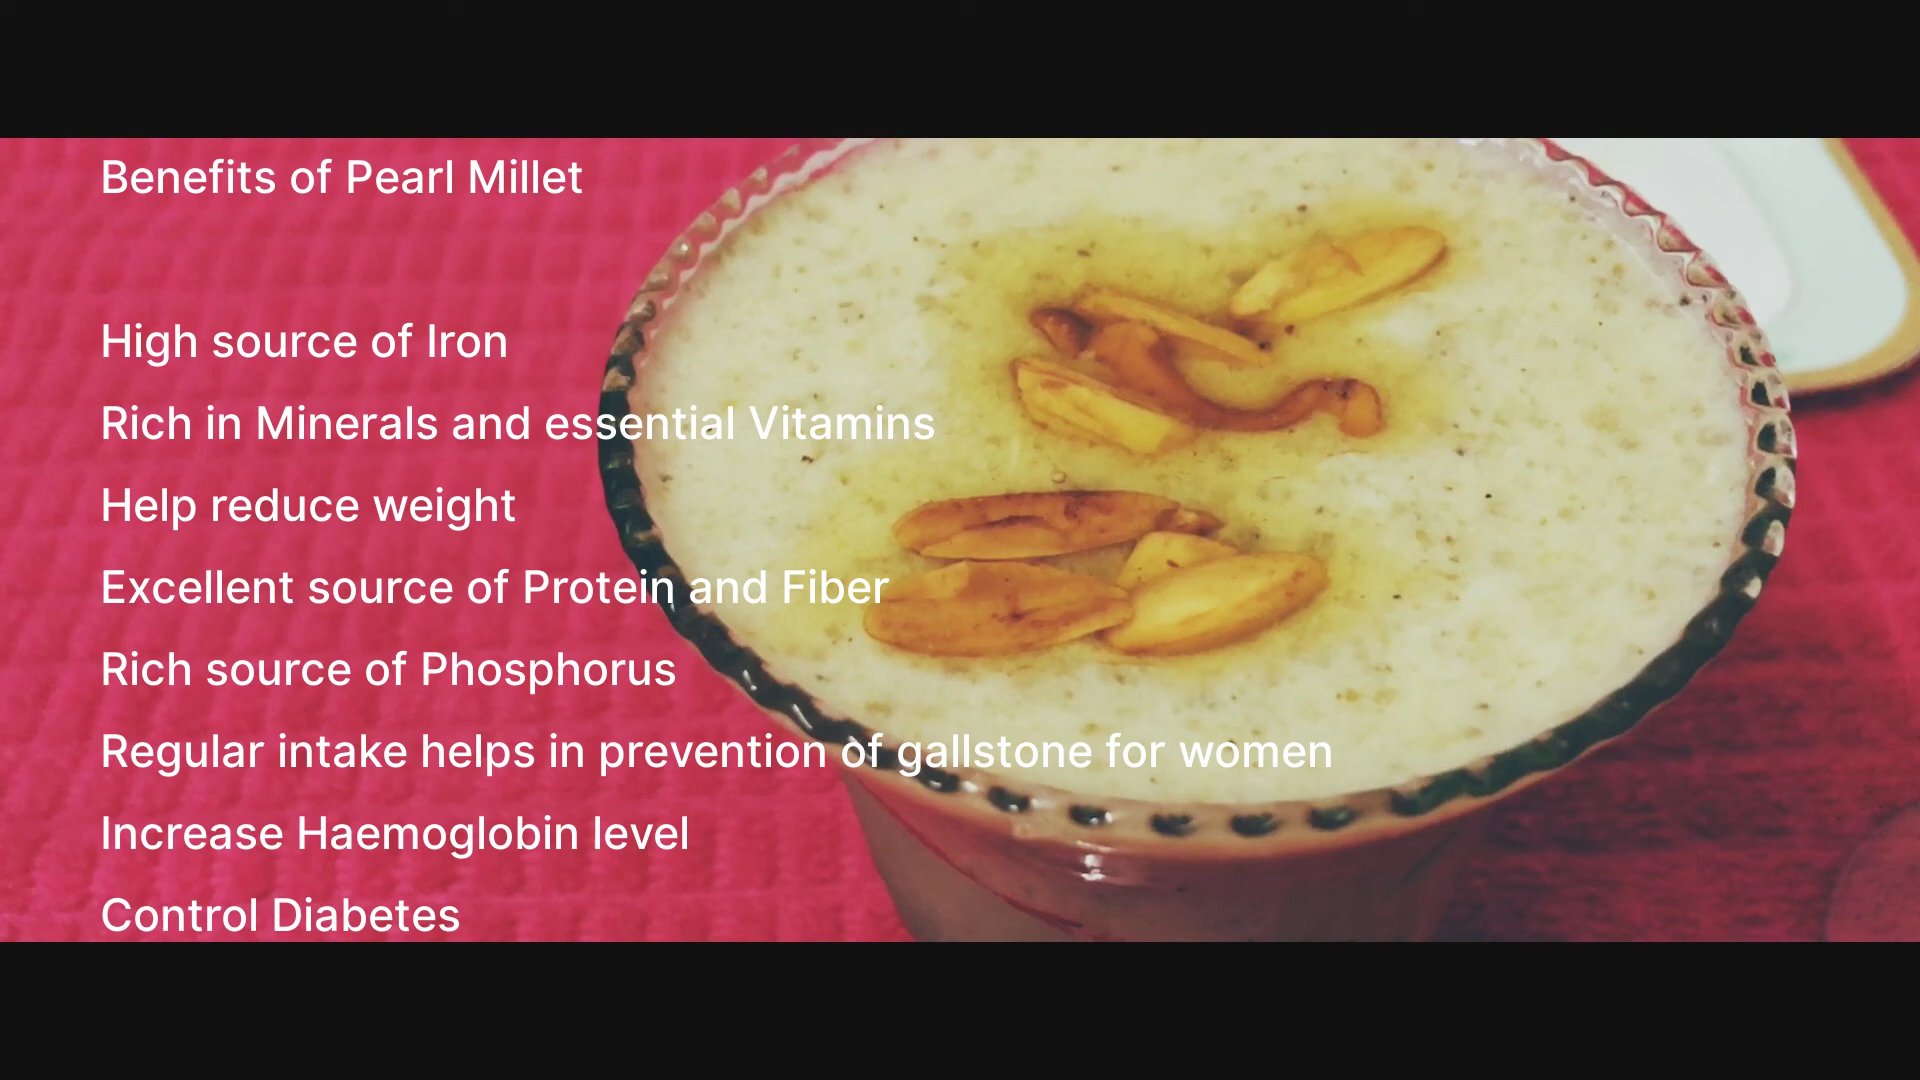 Benefits of Pearl Millet
High source of Iron
Rich in Minerals and essential Vitamins
Help reduce weight
Excellent source of Protein and Fiber
Rich source of Phosphorus
Regular intake helps in prevention of gallstone for women
Increase Haemoglobin level
Control Diabetes